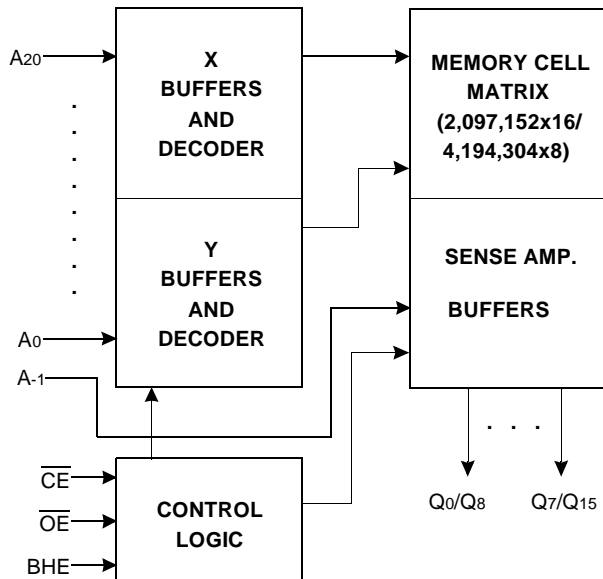 A20
X
BUFFERS
AND
DECODER
MEMORY CELL
MATRIX
(2,097,152x16/
4,194,304x8)
Y
BUFFERS
AND
DECODER
SENSE AMP.
BUFFERS
A0
A-1
CE
OE
BHE
CONTROL
LOGIC
Q0/Q8
Q7/Q15